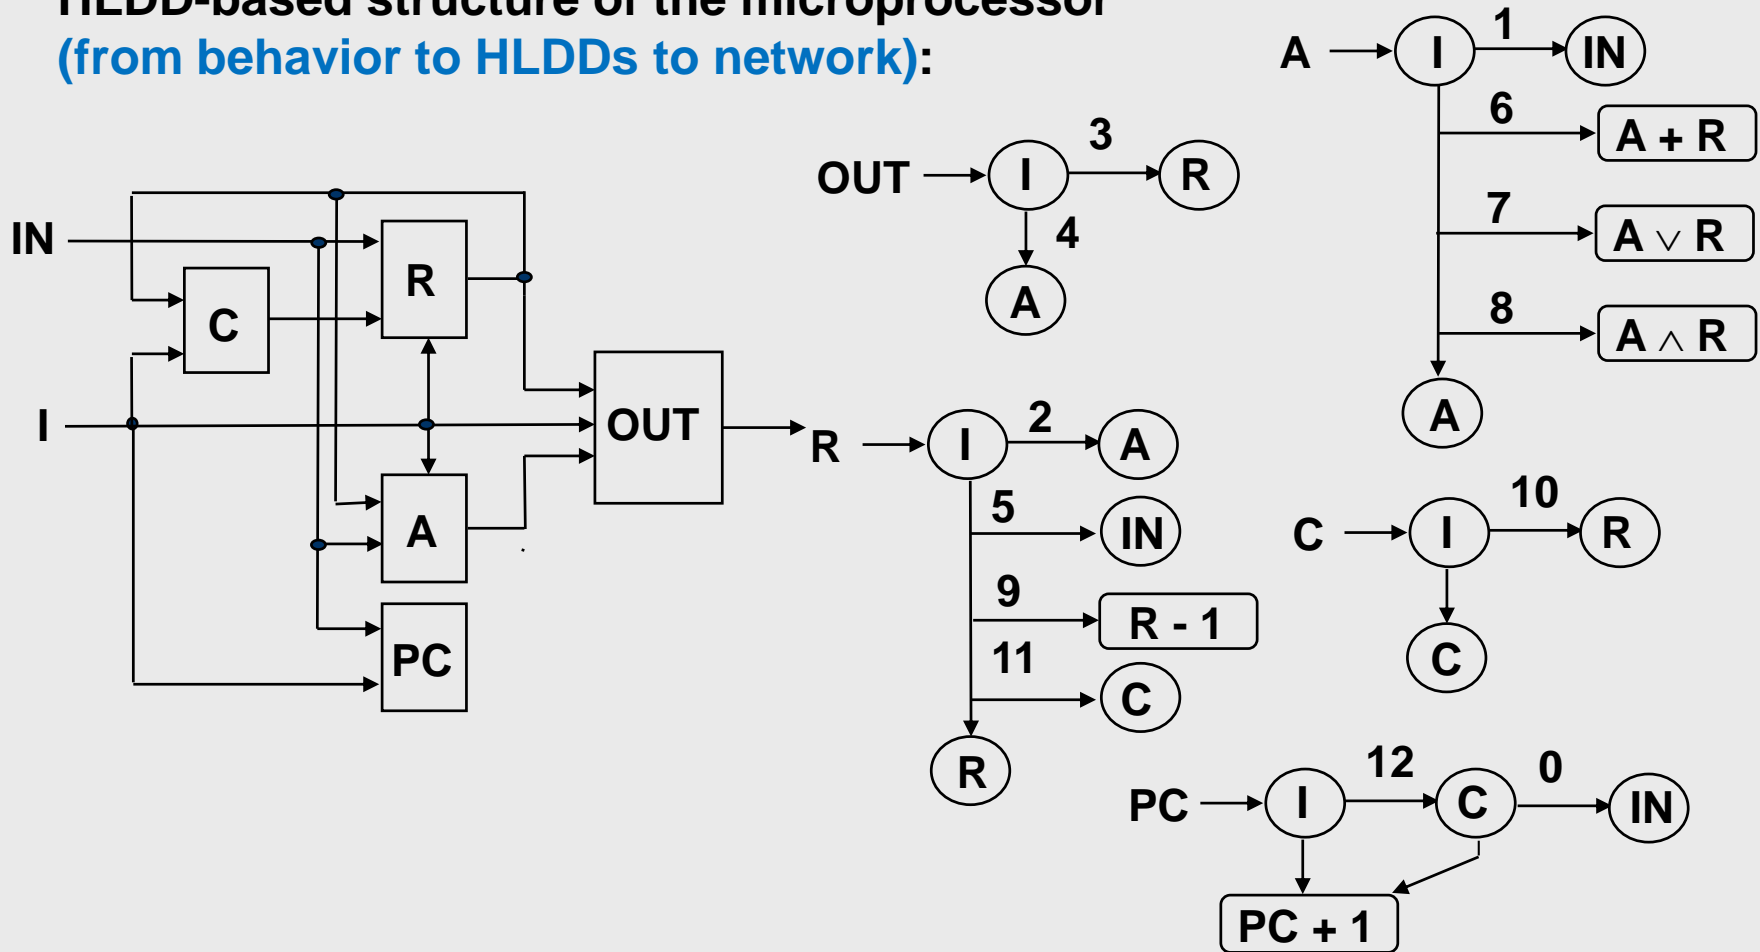 HLDD-based structure of the microprocessor
(from behavior to HLDDs to network):
IN
I
C
R
A
PC
OUT
OUT
I
3
R
4
A
R
I
2
A
5
IN
9
R - 1
11
C
R
A
I
1
IN
6
A + R
7
A ∨ R
8
A ∧ R
A
C
I
10
R
C
PC
I
12
C
0
IN
PC + 1